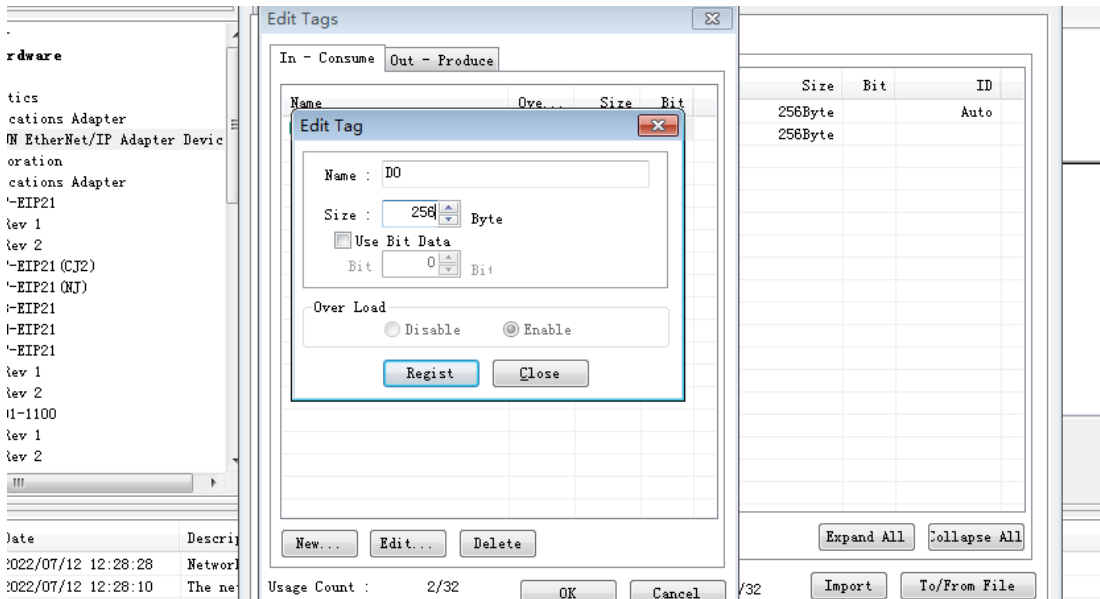 Edit Tags
In - Consume
Out - Produce
Name Ove... Size Bit
Edit Tag
Name : DO
Size : 256 Byte
Use Bit Data
Bit 0 Bit
Over Load
Disable Enable
Regist Close
New... Edit... Delete
Usage Count : 2/32
OK Cancel
rdware
tics
cations Adapter
EtherNet/IP Adapter Devic
oration
cations Adapter
-EIP21
Rev 1
Rev 2
-EIP21(CJ2)
-EIP21(NJ)
-EIP21
-EIP21
-EIP21
Rev 1
Rev 2
01-1100
Rev 1
Rev 2
Date Descrip
2022/07/12 12:28:28 Networ
2022/07/12 12:28:10 The ne
Size Bit ID
256Byte Auto
256Byte
Expand All Collapse All
/32 Import To/From File